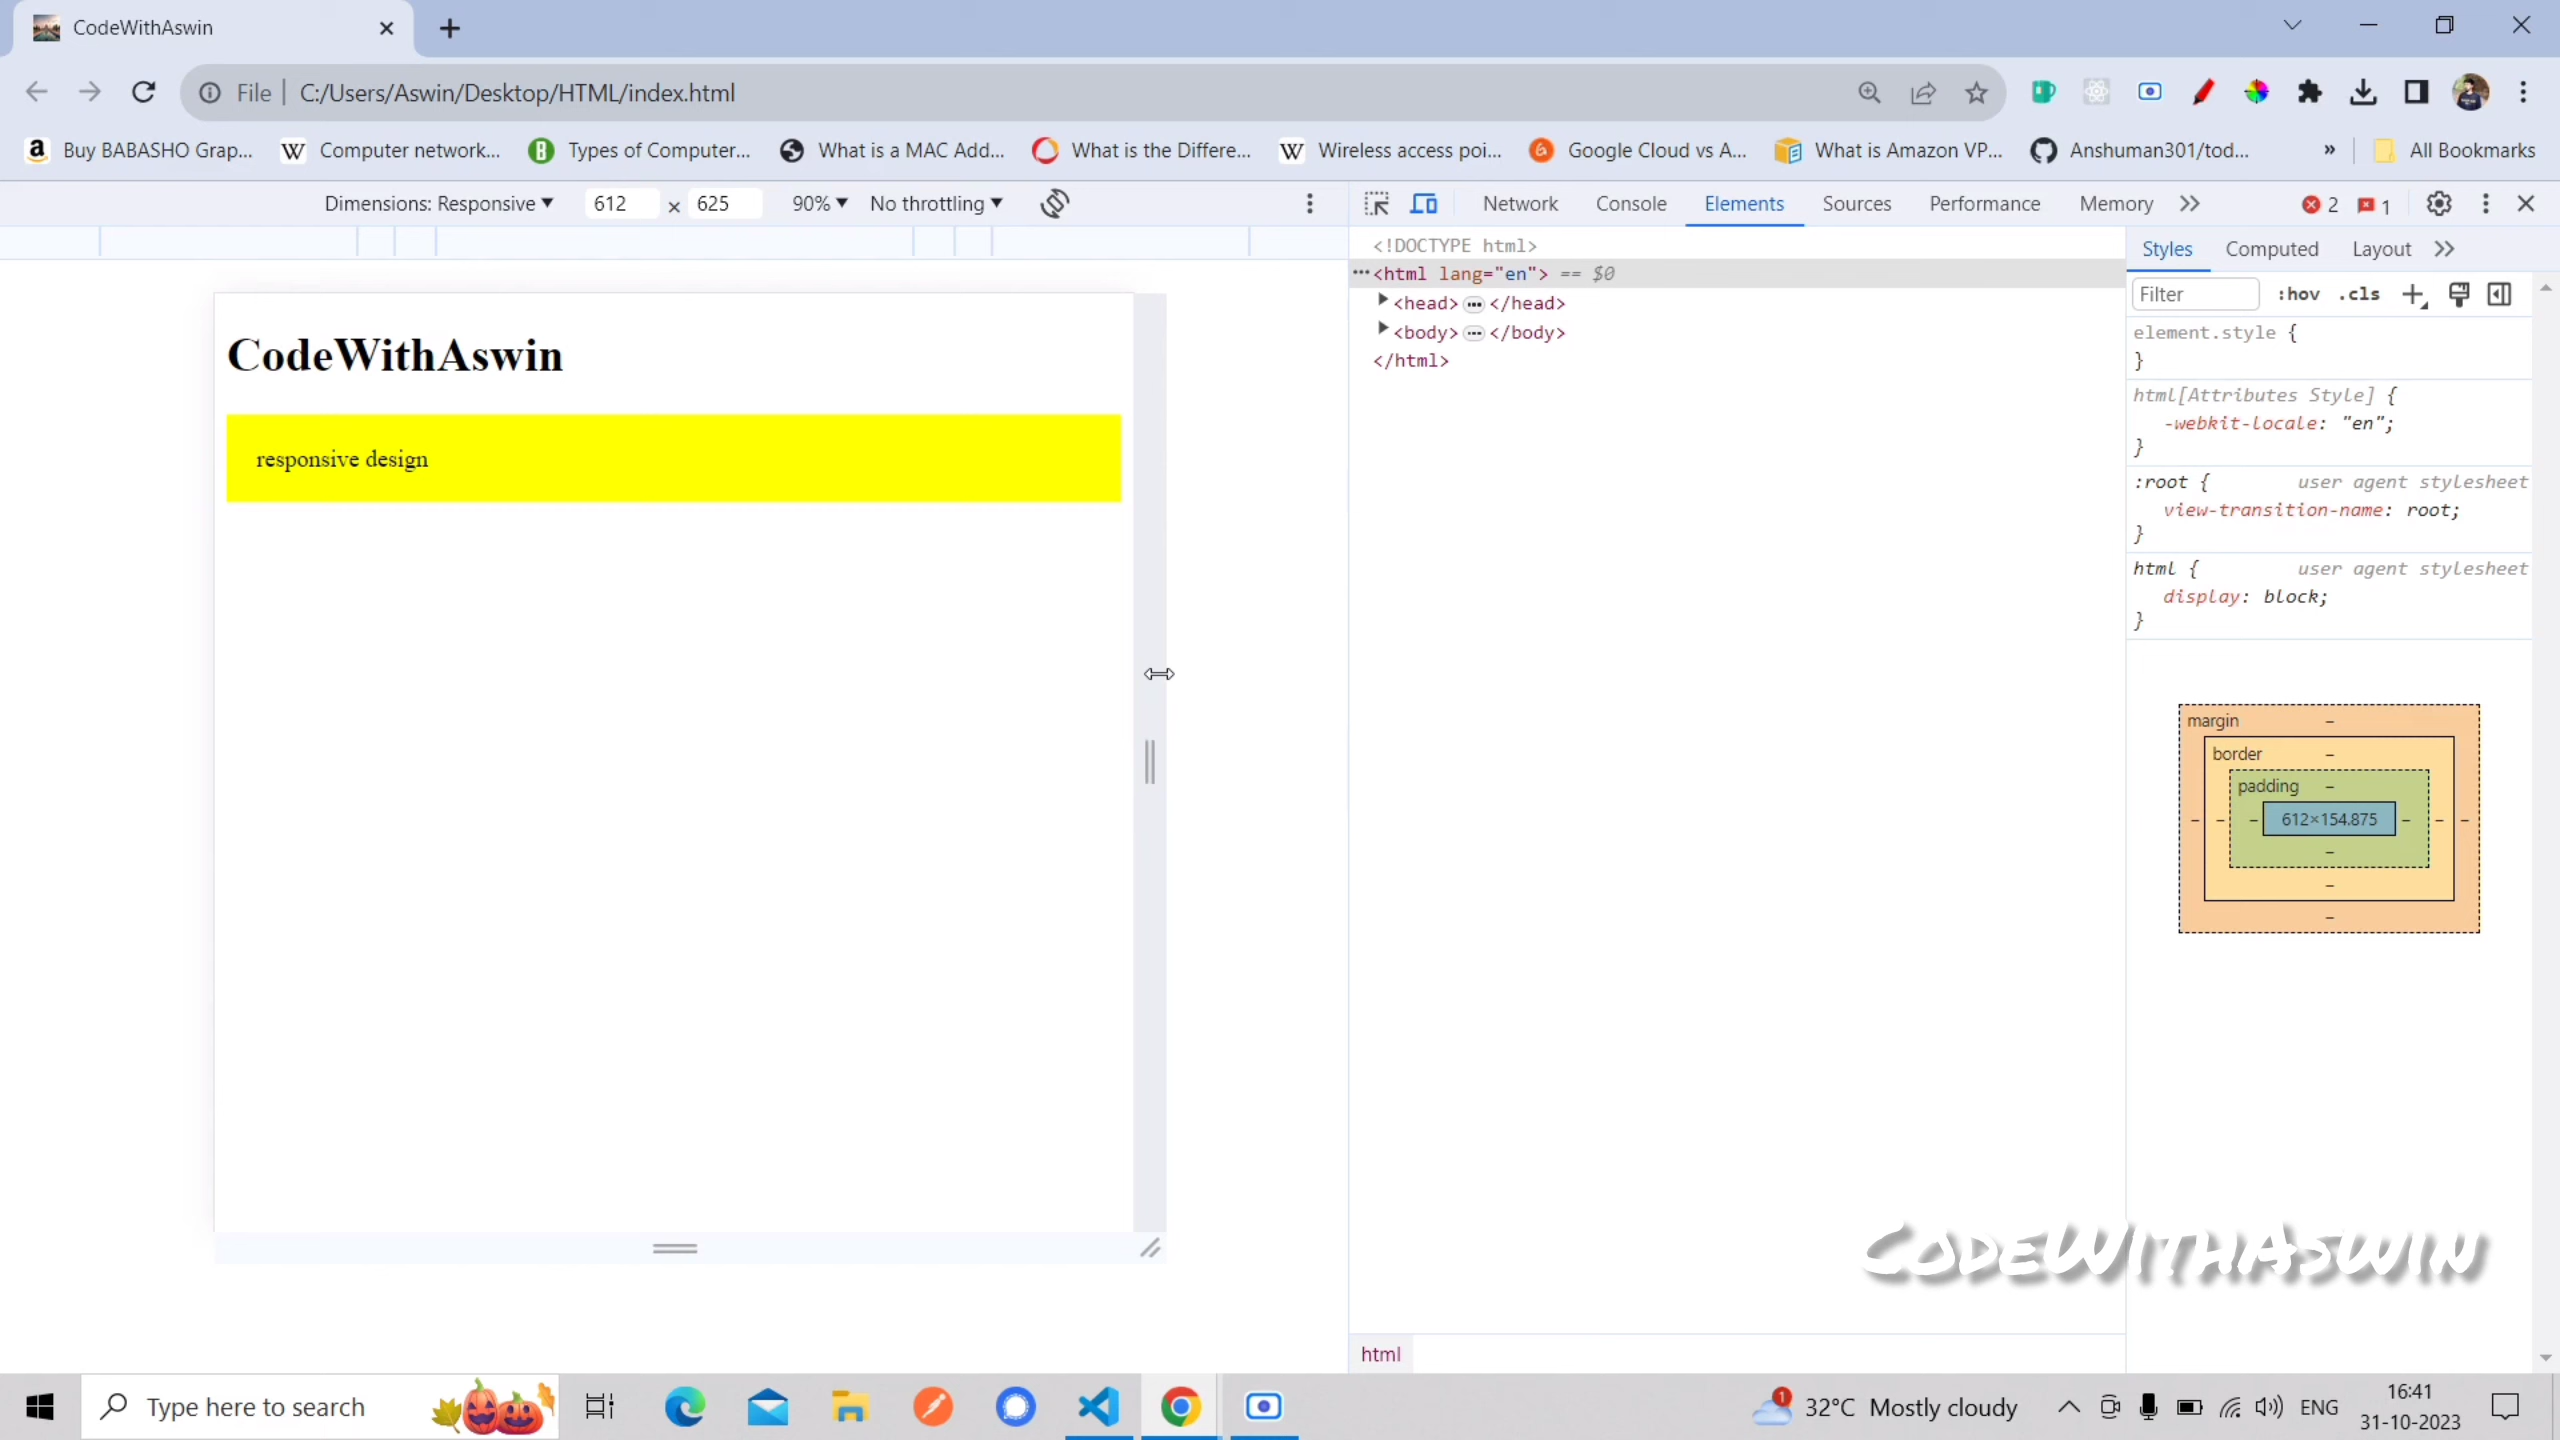 CodeWithAswin
File | C:/Users/Aswin/Desktop/HTML/index.html
Buy BABASHO Grap... Computer network... Types of Computer... What is a MAC Add... What is the Differe... Wireless access poi... Google Cloud vs A... What is Amazon VP... Anshuman301/tod... » All Bookmarks
Dimensions: Responsive 612 × 625 90% No throttling
Network Console Elements Sources Performance Memory 2 1
CodeWithAswin
responsive design
<!DOCTYPE html>
<html lang="en"> == $0
<head> </head>
<body> </body>
</html>
html
Styles Computed Layout
Filter :hov .cls
element.style {
}
html[Attributes Style] {
-webkit-locale: "en";
}
:root { user agent stylesheet
view-transition-name: root;
}
html { user agent stylesheet
display: block;
}
margin –
border –
padding –
– – – 612×154.875 – – –
–
–
–
CODEWITHASWIN
Type here to search
1 32°C Mostly cloudy ENG 16:41
31-10-2023